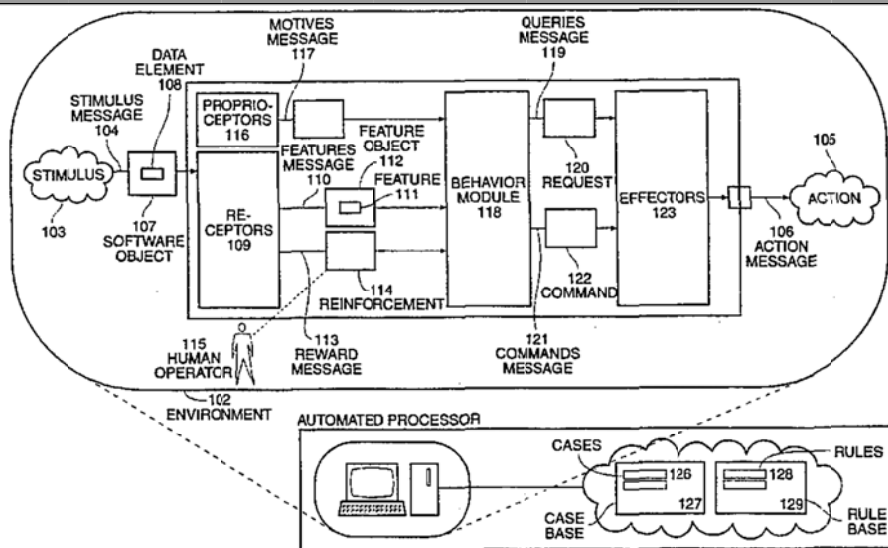 MOTIVES
MESSAGE
117
QUERIES
MESSAGE
119
DATA
ELEMENT
108
STIMULUS
MESSAGE
104
PROPRIO-
CEPTORS
116
FEATURES
MESSAGE
110
FEATURE
OBJECT
112
FEATURE
111
STIMULUS
103
107
SOFTWARE
OBJECT
RE-
CEPTORS
109
BEHAVIOR
MODULE
118
120
REQUEST
EFFECTORS
123
105
ACTION
106
ACTION
MESSAGE
122
COMMAND
114
REINFORCEMENT
115
HUMAN
OPERATOR
113
REWARD
MESSAGE
121
COMMANDS
MESSAGE
102
ENVIRONMENT
AUTOMATED PROCESSOR
CASES
126
127
CASE
BASE
RULES
128
129
RULE
BASE